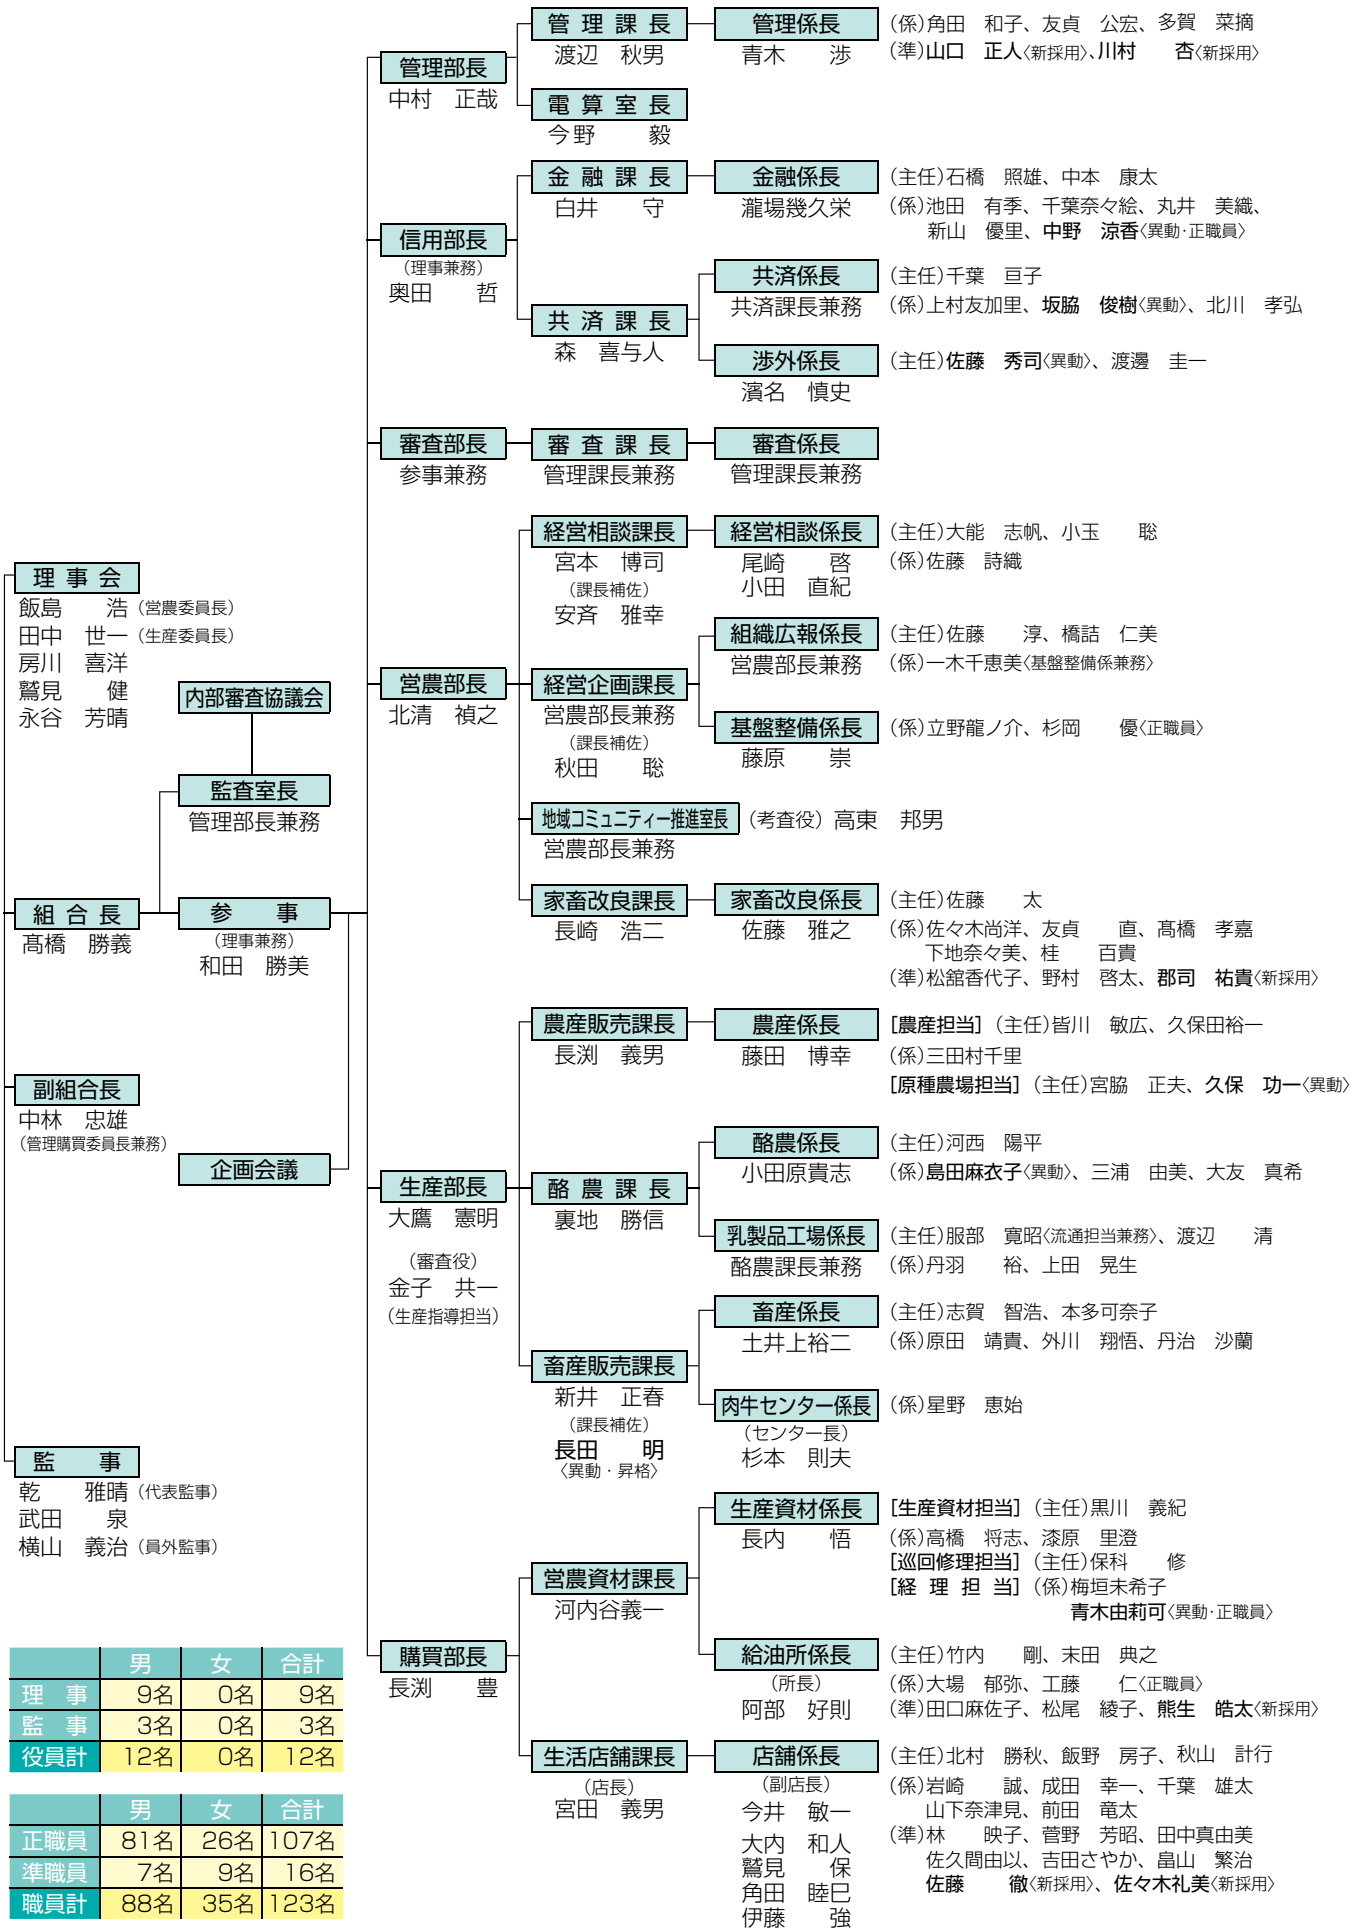 管理課長
渡辺　秋男
管理係長
青木　　渉
（係）角田　和子、友貞　公宏、多賀　菜摘
（準）山口　正人〈新採用〉、川村　　杏〈新採用〉
管理部長
中村　正哉
電算室長
今野　　毅
金融課長
白井　　守
金融係長
瀧場幾久栄
（主任）石橋　照雄、中本　康太
（係）池田　有季、千葉奈々絵、丸井　美織、
新山　優里、中野　涼香〈異動・正職員〉
信用部長
（理事兼務）
奥田　　哲
共済課長
森　喜与人
共済係長
共済課長兼務
（主任）千葉　亘子
（係）上村友加里、坂脇　俊樹〈異動〉、北川　孝弘
渉外係長
濱名　慎史
（主任）佐藤　秀司〈異動〉、渡邊　圭一
審査部長
参事兼務
審査課長
管理課長兼務
審査係長
管理課長兼務
経営相談課長
宮本　博司
（課長補佐）
安斉　雅幸
経営相談係長
尾崎　　啓
小田　直紀
（主任）大能　志帆、小玉　　聡
（係）佐藤　詩織
理事会
飯島　　浩（営農委員長）
田中　世一（生産委員長）
房川　喜洋
鷲見　　健
永谷　芳晴
内部審査協議会
監査室長
管理部長兼務
営農部長
北清　禎之
経営企画課長
営農部長兼務
（課長補佐）
秋田　　聡
組織広報係長
営農部長兼務
（主任）佐藤　　淳、橋詰　仁美
（係）一木千恵美〈基盤整備係兼務〉
基盤整備係長
藤原　　崇
（係）立野龍ノ介、杉岡　　優〈正職員〉
地域コミュニティー推進室長
営農部長兼務
（考査役）高東　邦男
家畜改良課長
長崎　浩二
家畜改良係長
佐藤　雅之
（主任）佐藤　　太
（係）佐々木尚洋、友貞　　直、髙橋　孝嘉
下地奈々美、桂　　百貴
（準）松舘香代子、野村　啓太、郡司　祐貴〈新採用〉
組合長
髙橋　勝義
参　事
（理事兼務）
和田　勝美
農産販売課長
長渕　義男
農産係長
藤田　博幸
［農産担当］（主任）皆川　敏広、久保田裕一
（係）三田村千里
［原種農場担当］（主任）宮脇　正夫、久保　功一〈異動〉
副組合長
中林　忠雄
（管理購買委員長兼務）
企画会議
生産部長
大鷹　憲明
（審査役）
金子　共一
（生産指導担当）
酪農課長
裏地　勝信
酪農係長
小田原貴志
（主任）河西　陽平
（係）島田麻衣子〈異動〉、三浦　由美、大友　真希
乳製品工場係長
酪農課長兼務
（主任）服部　寛昭〈流通担当兼務〉、渡辺　　清
（係）丹羽　　裕、上田　晃生
畜産販売課長
新井　正春
（課長補佐）
長田　　明
〈異動・昇格〉
畜産係長
土井上裕二
（主任）志賀　智浩、本多可奈子
（係）原田　靖貴、外川　翔悟、丹治　沙蘭
肉牛センター係長
（センター長）
杉本　則夫
（係）星野　恵始
監　事
乾　　雅晴（代表監事）
武田　　泉
横山　義治（員外監事）
購買部長
長渕　　豊
営農資材課長
河内谷義一
生産資材係長
長内　　悟
［生産資材担当］（主任）黒川　義紀
（係）高橋　将志、漆原　里澄
［巡回修理担当］（主任）保科　　修
［経理担当］（係）梅垣未希子
青木由莉可〈異動・正職員〉
給油所係長
（所長）
阿部　好則
（主任）竹内　　剛、末田　典之
（係）大場　郁弥、工藤　　仁〈正職員〉
（準）田口麻佐子、松尾　綾子、熊生　皓太〈新採用〉
生活店舗課長
（店長）
宮田　義男
店舗係長
（副店長）
今井　敏一
大内　和人
鷲見　　保
角田　睦巳
伊藤　　強
（主任）北村　勝秋、飯野　房子、秋山　計行
（係）岩崎　　誠、成田　幸一、千葉　雄太
山下奈津見、前田　竜太
（準）林　　映子、菅野　芳昭、田中真由美
佐久間由以、吉田さやか、畠山　繁治
佐藤　　徹〈新採用〉、佐々木礼美〈新採用〉
男　女　合計
理　事　9名　0名　9名
監　事　3名　0名　3名
役員計　12名　0名　12名
男　女　合計
正職員　81名　26名　107名
準職員　7名　9名　16名
職員計　88名　35名　123名